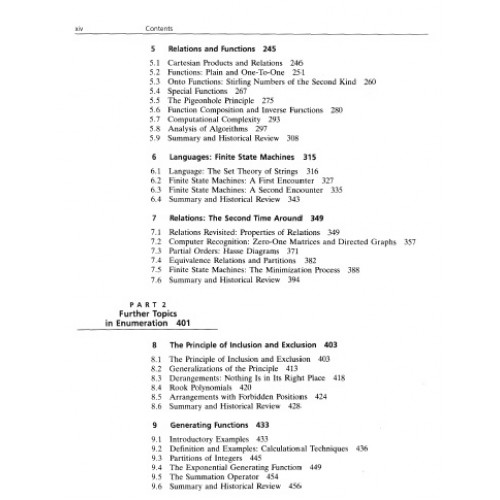 xiv Contents
5 Relations and Functions 245
5.1 Cartesian Products and Relations 246
5.2 Functions: Plain and One-To-One 251
5.3 Onto Functions: Stirling Numbers of the Second Kind 260
5.4 Special Functions 267
5.5 The Pigeonhole Principle 275
5.6 Function Composition and Inverse Functions 280
5.7 Computational Complexity 293
5.8 Analysis of Algorithms 297
5.9 Summary and Historical Review 308
6 Languages: Finite State Machines 315
6.1 Language: The Set Theory of Strings 316
6.2 Finite State Machines: A First Encounter 327
6.3 Finite State Machines: A Second Encounter 335
6.4 Summary and Historical Review 343
7 Relations: The Second Time Around 349
7.1 Relations Revisited: Properties of Relations 349
7.2 Computer Recognition: Zero-One Matrices and Directed Graphs 357
7.3 Partial Orders: Hasse Diagrams 371
7.4 Equivalence Relations and Partitions 382
7.5 Finite State Machines: The Minimization Process 388
7.6 Summary and Historical Review 394
PART 2
Further Topics
in Enumeration 401
8 The Principle of Inclusion and Exclusion 403
8.1 The Principle of Inclusion and Exclusion 403
8.2 Generalizations of the Principle 413
8.3 Derangements: Nothing Is in Its Right Place 418
8.4 Rook Polynomials 420
8.5 Arrangements with Forbidden Positions 424
8.6 Summary and Historical Review 428
9 Generating Functions 433
9.1 Introductory Examples 433
9.2 Definition and Examples: Calculational Techniques 436
9.3 Partitions of Integers 445
9.4 The Exponential Generating Function 449
9.5 The Summation Operator 454
9.6 Summary and Historical Review 456